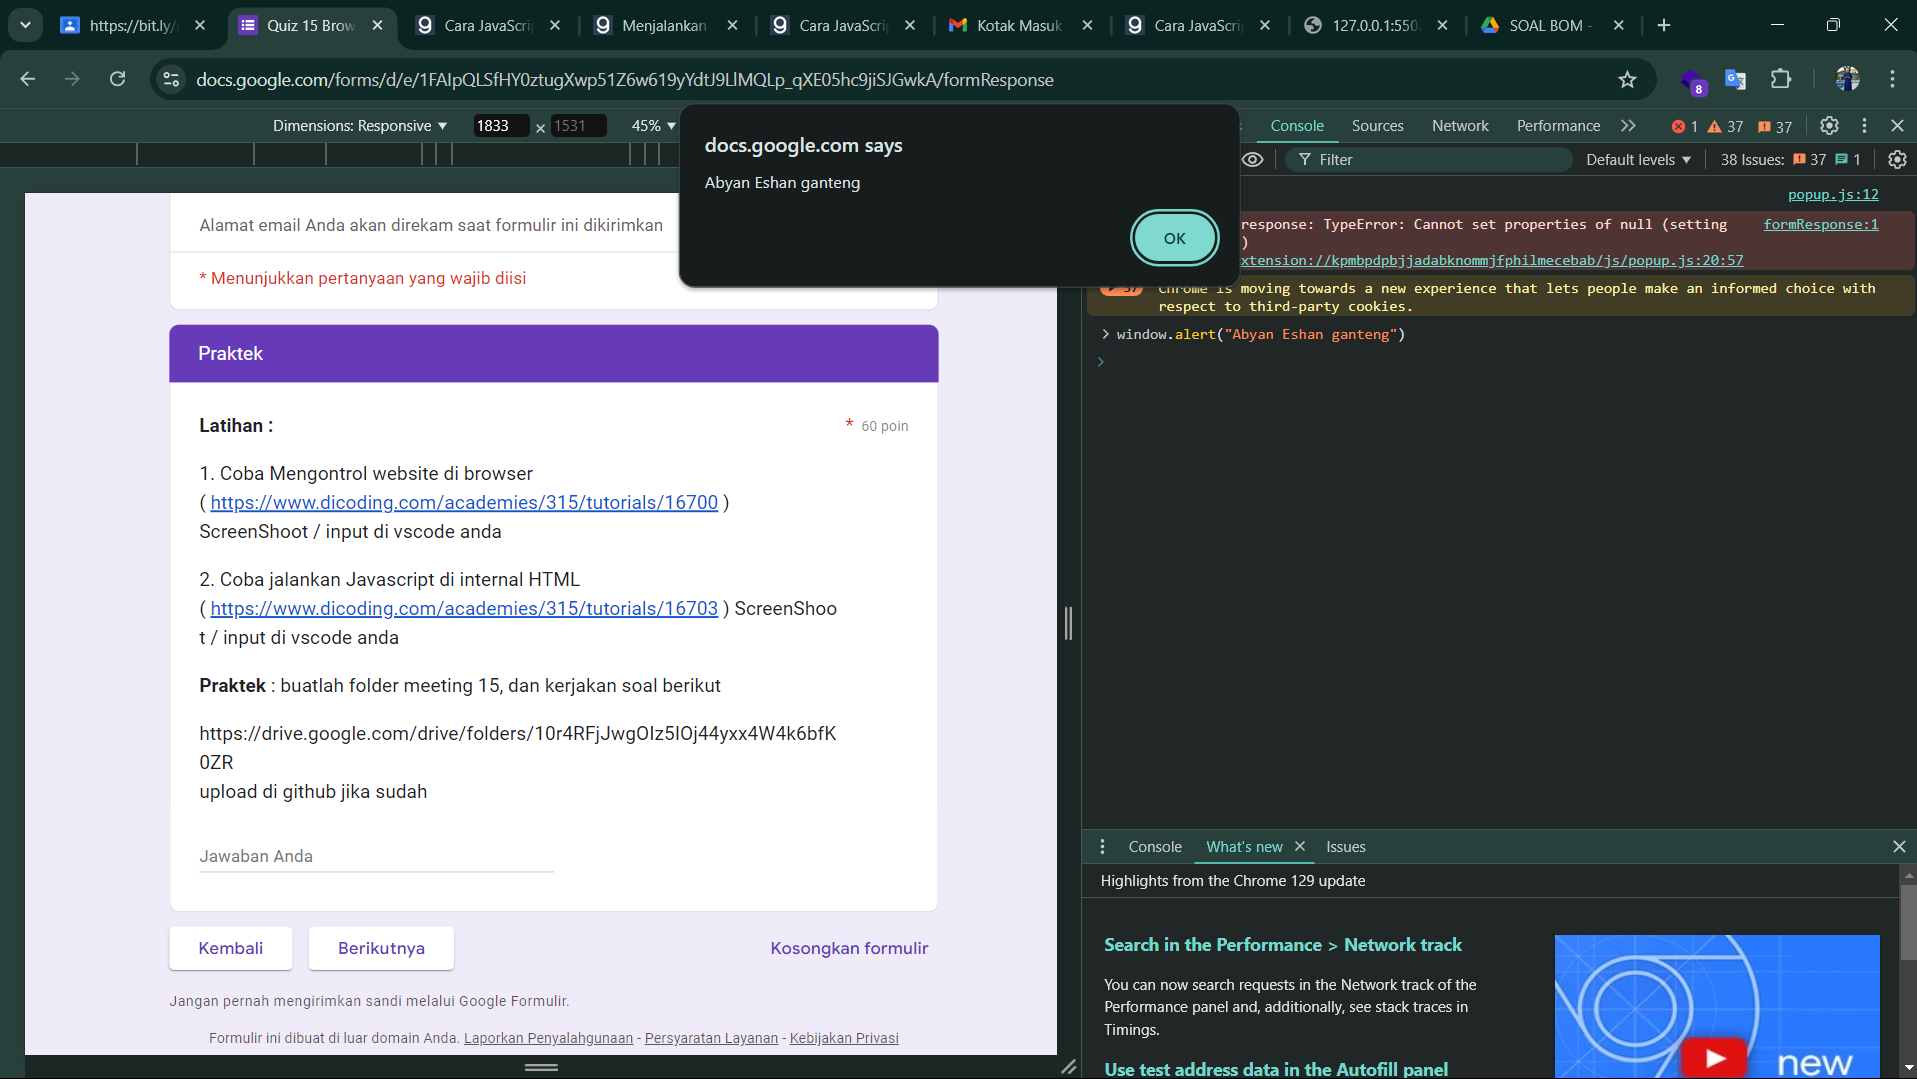 https://bit.ly/
Quiz 15 Brow
Cara JavaScri
Menjalankan
Cara JavaScri
Kotak Masuk
Cara JavaScri
127.0.0.1:550
SOAL BOM -
docs.google.com/forms/d/e/1FAIpQLSfHY0ztugXwp51Z6w619yYdtJ9LlMQLp_qXE05hc9jiSJGwkA/formResponse
8
Dimensions: Responsive
1833 × 1531
45%
Console
Sources
Network
Performance
1
37
37
Filter
Default levels
38 Issues: 37 1
docs.google.com says
Abyan Eshan ganteng
OK
popup.js:12
response: TypeError: Cannot set properties of null (setting
formResponse:1
)
xtension://kpmbpdpbjjadabknommjfphilmecebab/js/popup.js:20:57
37
Chrome is moving towards a new experience that lets people make an informed choice with
respect to third-party cookies.
> window.alert("Abyan Eshan ganteng")
>
Alamat email Anda akan direkam saat formulir ini dikirimkan
* Menunjukkan pertanyaan yang wajib diisi
Praktek
Latihan :
* 60 poin
1. Coba Mengontrol website di browser
( https://www.dicoding.com/academies/315/tutorials/16700 )
ScreenShoot / input di vscode anda
2. Coba jalankan Javascript di internal HTML
( https://www.dicoding.com/academies/315/tutorials/16703 ) ScreenShoo
t / input di vscode anda
Praktek : buatlah folder meeting 15, dan kerjakan soal berikut
https://drive.google.com/drive/folders/10r4RFjJwgOIz5IOj44yxx4W4k6bfK
0ZR
upload di github jika sudah
Jawaban Anda
Kembali
Berikutnya
Kosongkan formulir
Jangan pernah mengirimkan sandi melalui Google Formulir.
Formulir ini dibuat di luar domain Anda. Laporkan Penyalahgunaan - Persyaratan Layanan - Kebijakan Privasi
Console
What's new
Issues
Highlights from the Chrome 129 update
Search in the Performance > Network track
You can now search requests in the Network track of the
Performance panel and, additionally, see stack traces in
Timings.
Use test address data in the Autofill panel
new